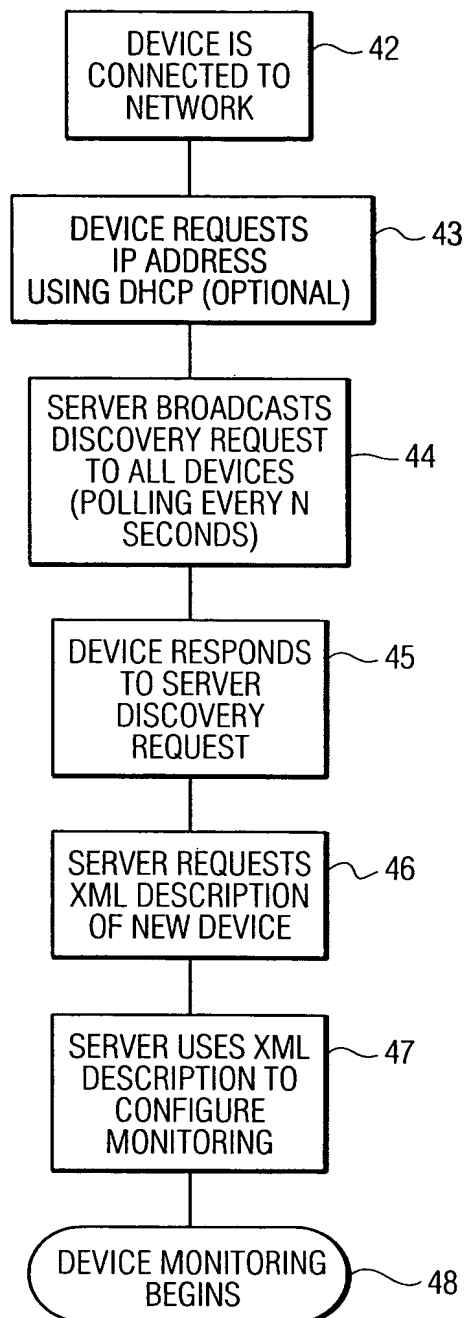 DEVICE IS
CONNECTED TO
NETWORK
42
DEVICE REQUESTS
IP ADDRESS
USING DHCP (OPTIONAL)
43
SERVER BROADCASTS
DISCOVERY REQUEST
TO ALL DEVICES
(POLLING EVERY N
SECONDS)
44
DEVICE RESPONDS
TO SERVER
DISCOVERY
REQUEST
45
SERVER REQUESTS
XML DESCRIPTION
OF NEW DEVICE
46
SERVER USES XML
DESCRIPTION TO
CONFIGURE
MONITORING
47
DEVICE MONITORING
BEGINS
48